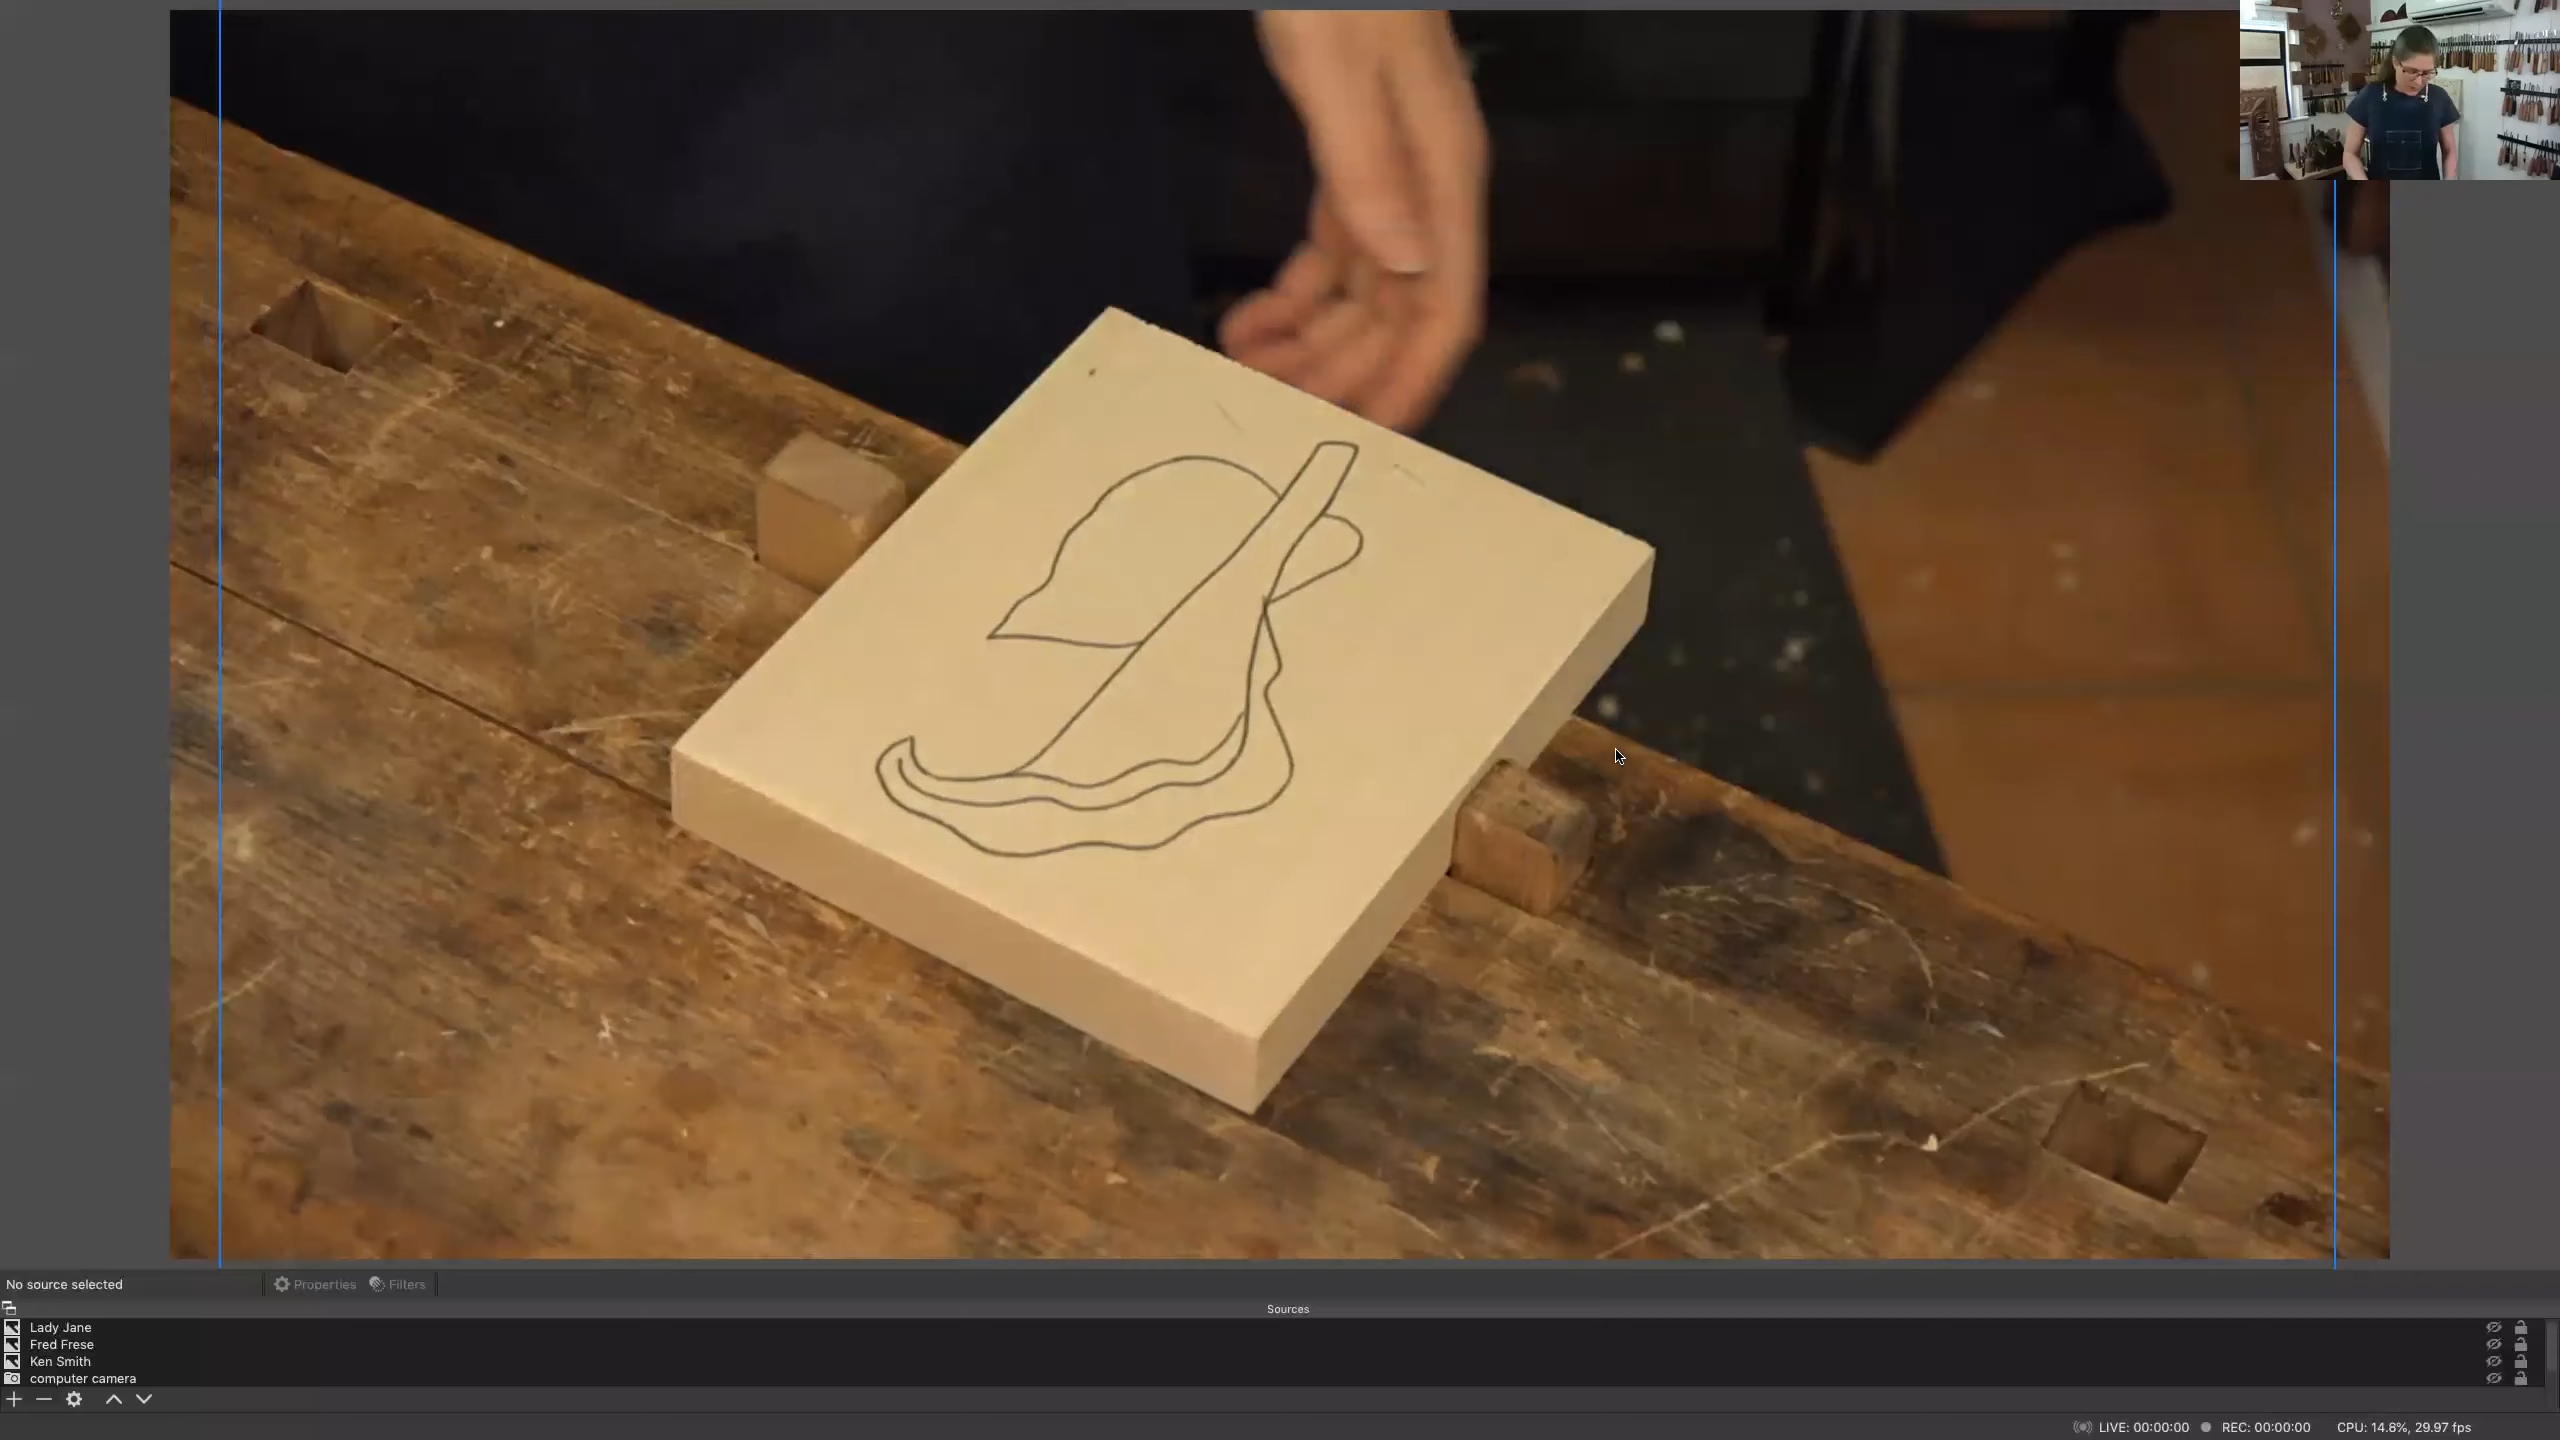 No source selected
Properties
Filters
Sources
Lady Jane
Fred Frese
Ken Smith
computer camera
LIVE: 00:00:00
REC: 00:00:00
CPU: 14.8%, 29.97 fps